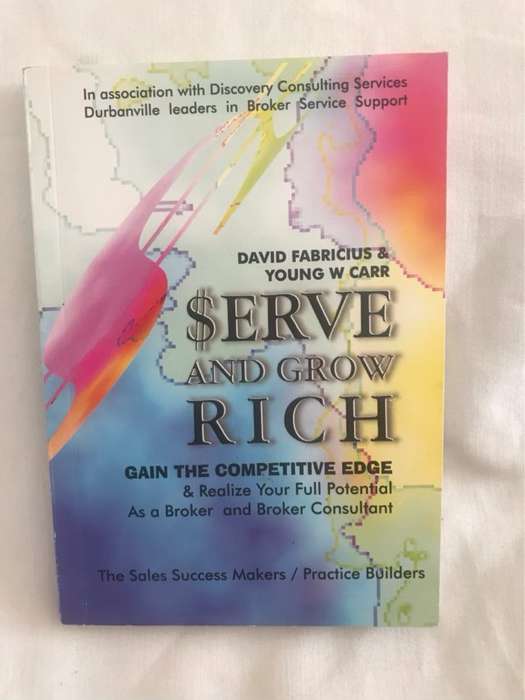 In association with Discovery Consulting Services
Durbanville leaders in Broker Service Support
DAVID FABRICIUS &
YOUNG W CARR
$ERVE
AND GROW
RICH
GAIN THE COMPETITIVE EDGE
& Realize Your Full Potential
As a Broker and Broker Consultant
The Sales Success Makers / Practice Builders